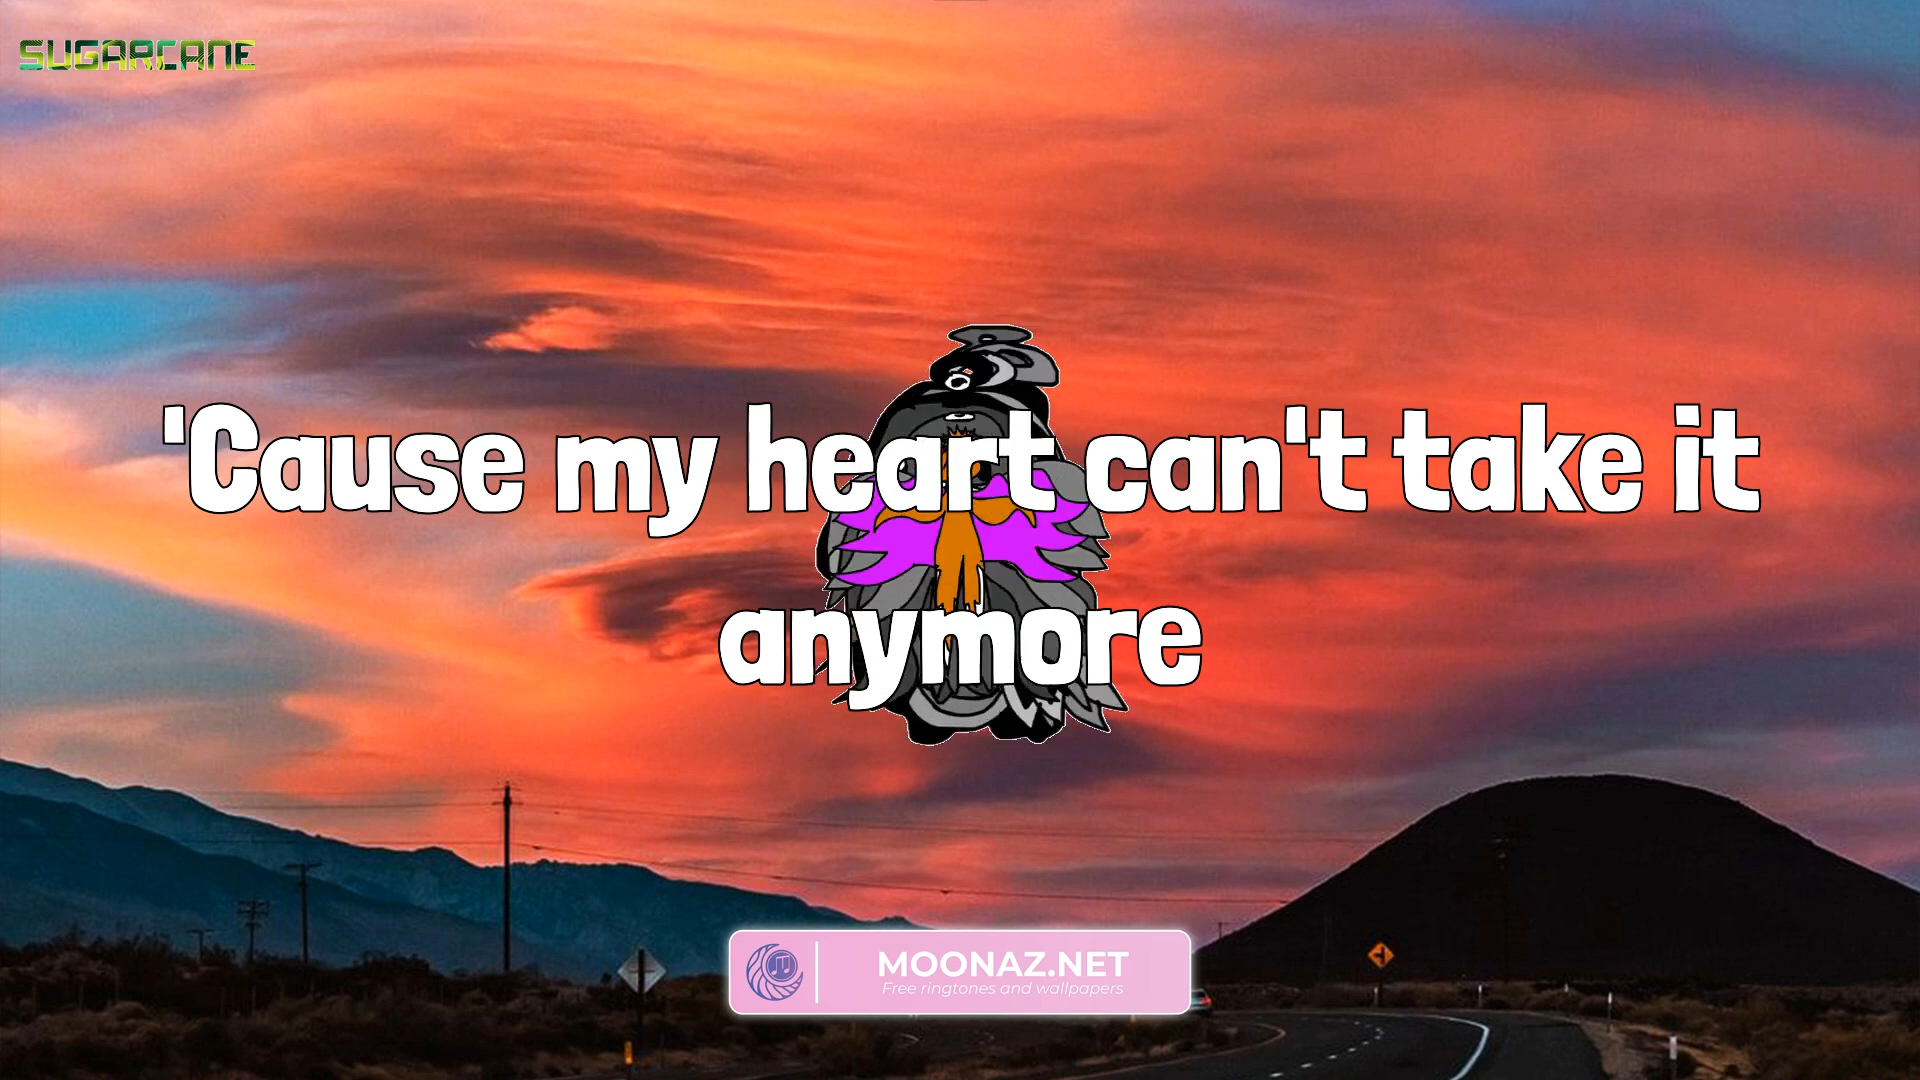 SUGARCANE
'Cause my heart can't take it
anymore
MOONAZ.NET
Free ringtones and wallpapers